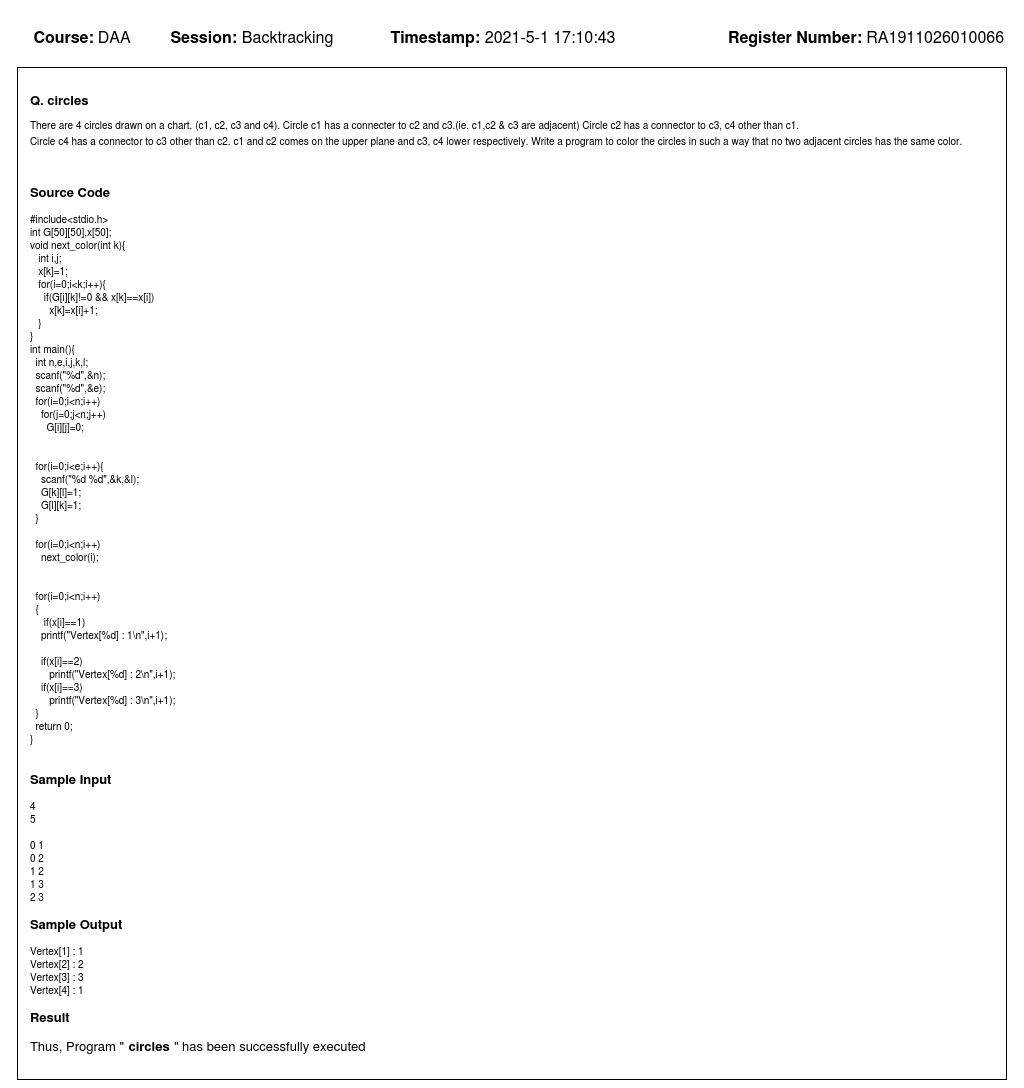 Course: DAA Session: Backtracking Timestamp: 2021-5-1 17:10:43 Register Number: RA1911026010066
Q. circles
There are 4 circles drawn on a chart. (c1, c2, c3 and c4). Circle c1 has a connecter to c2 and c3.(ie. c1,c2 & c3 are adjacent) Circle c2 has a connector to c3, c4 other than c1.
Circle c4 has a connector to c3 other than c2. c1 and c2 comes on the upper plane and c3, c4 lower respectively. Write a program to color the circles in such a way that no two adjacent circles has the same color.
Source Code
#include<stdio.h>
int G[50][50],x[50];
void next_color(int k){
int i,j;
x[k]=1;
for(i=0;i<k;i++){
if(G[i][k]!=0 && x[k]==x[i])
x[k]=x[i]+1;
}
}
int main(){
int n,e,i,j,k,l;
scanf("%d",&n);
scanf("%d",&e);
for(i=0;i<n;i++)
for(j=0;j<n;j++)
G[i][j]=0;
for(i=0;i<e;i++){
scanf("%d %d",&k,&l);
G[k][l]=1;
G[l][k]=1;
}
for(i=0;i<n;i++)
next_color(i);
for(i=0;i<n;i++)
{
if(x[i]==1)
printf("Vertex[%d] : 1\n",i+1);
if(x[i]==2)
printf("Vertex[%d] : 2\n",i+1);
if(x[i]==3)
printf("Vertex[%d] : 3\n",i+1);
}
return 0;
}
Sample Input
4
5
0 1
0 2
1 2
1 3
2 3
Sample Output
Vertex[1] : 1
Vertex[2] : 2
Vertex[3] : 3
Vertex[4] : 1
Result
Thus, Program " circles " has been successfully executed